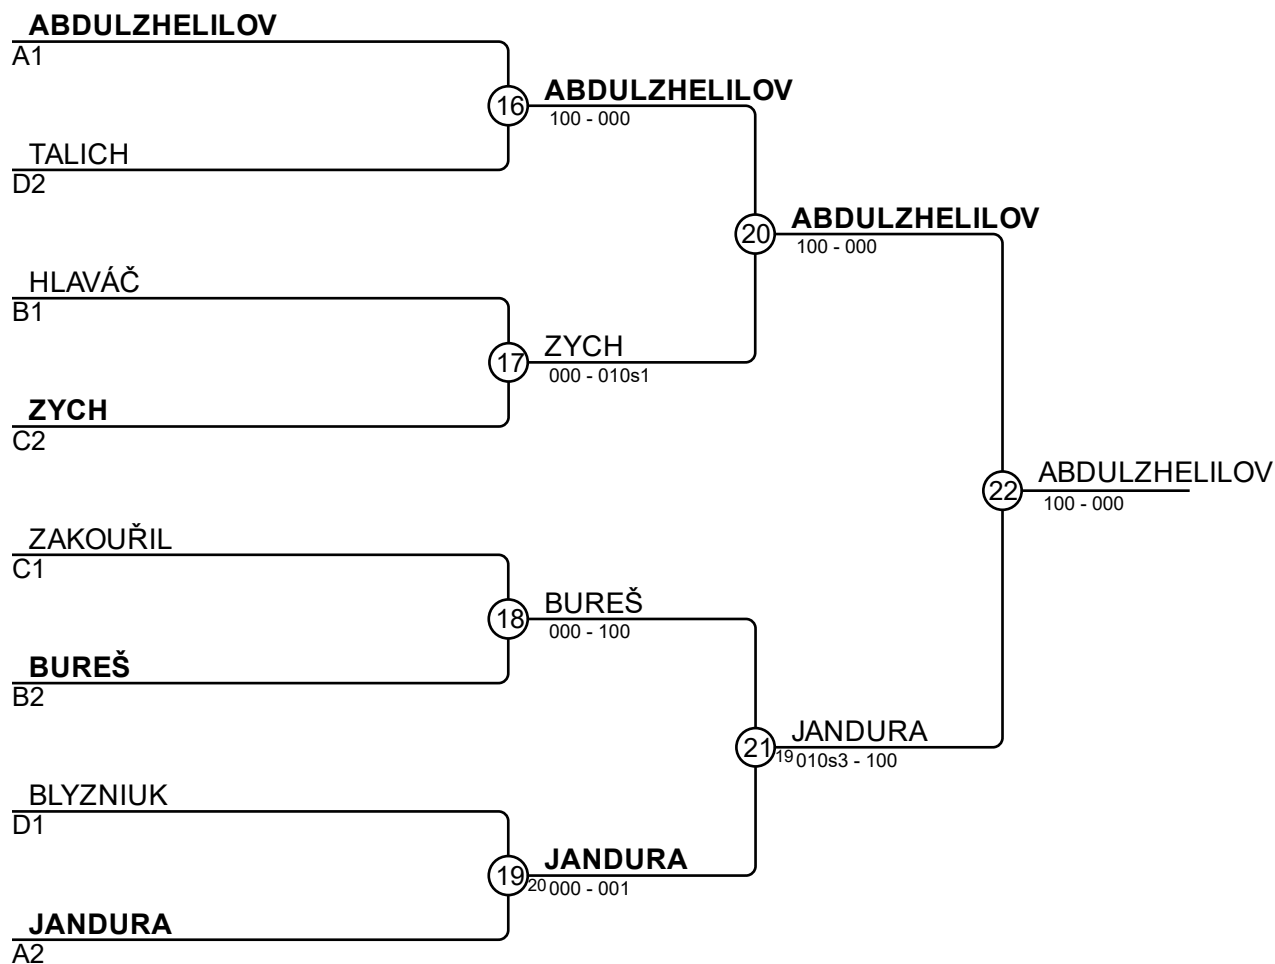 ABDULZHELILOV
A1
16
ABDULZHELILOV
100 - 000
TALICH
D2
20
ABDULZHELILOV
100 - 000
HLAVÁČ
B1
17
ZYCH
000 - 010s1
ZYCH
C2
22
ABDULZHELILOV
100 - 000
ZAKOUŘIL
C1
18
BUREŠ
000 - 100
BUREŠ
B2
21
JANDURA
19 010s3 - 100
BLYZNIUK
D1
19
JANDURA
20 000 - 001
JANDURA
A2